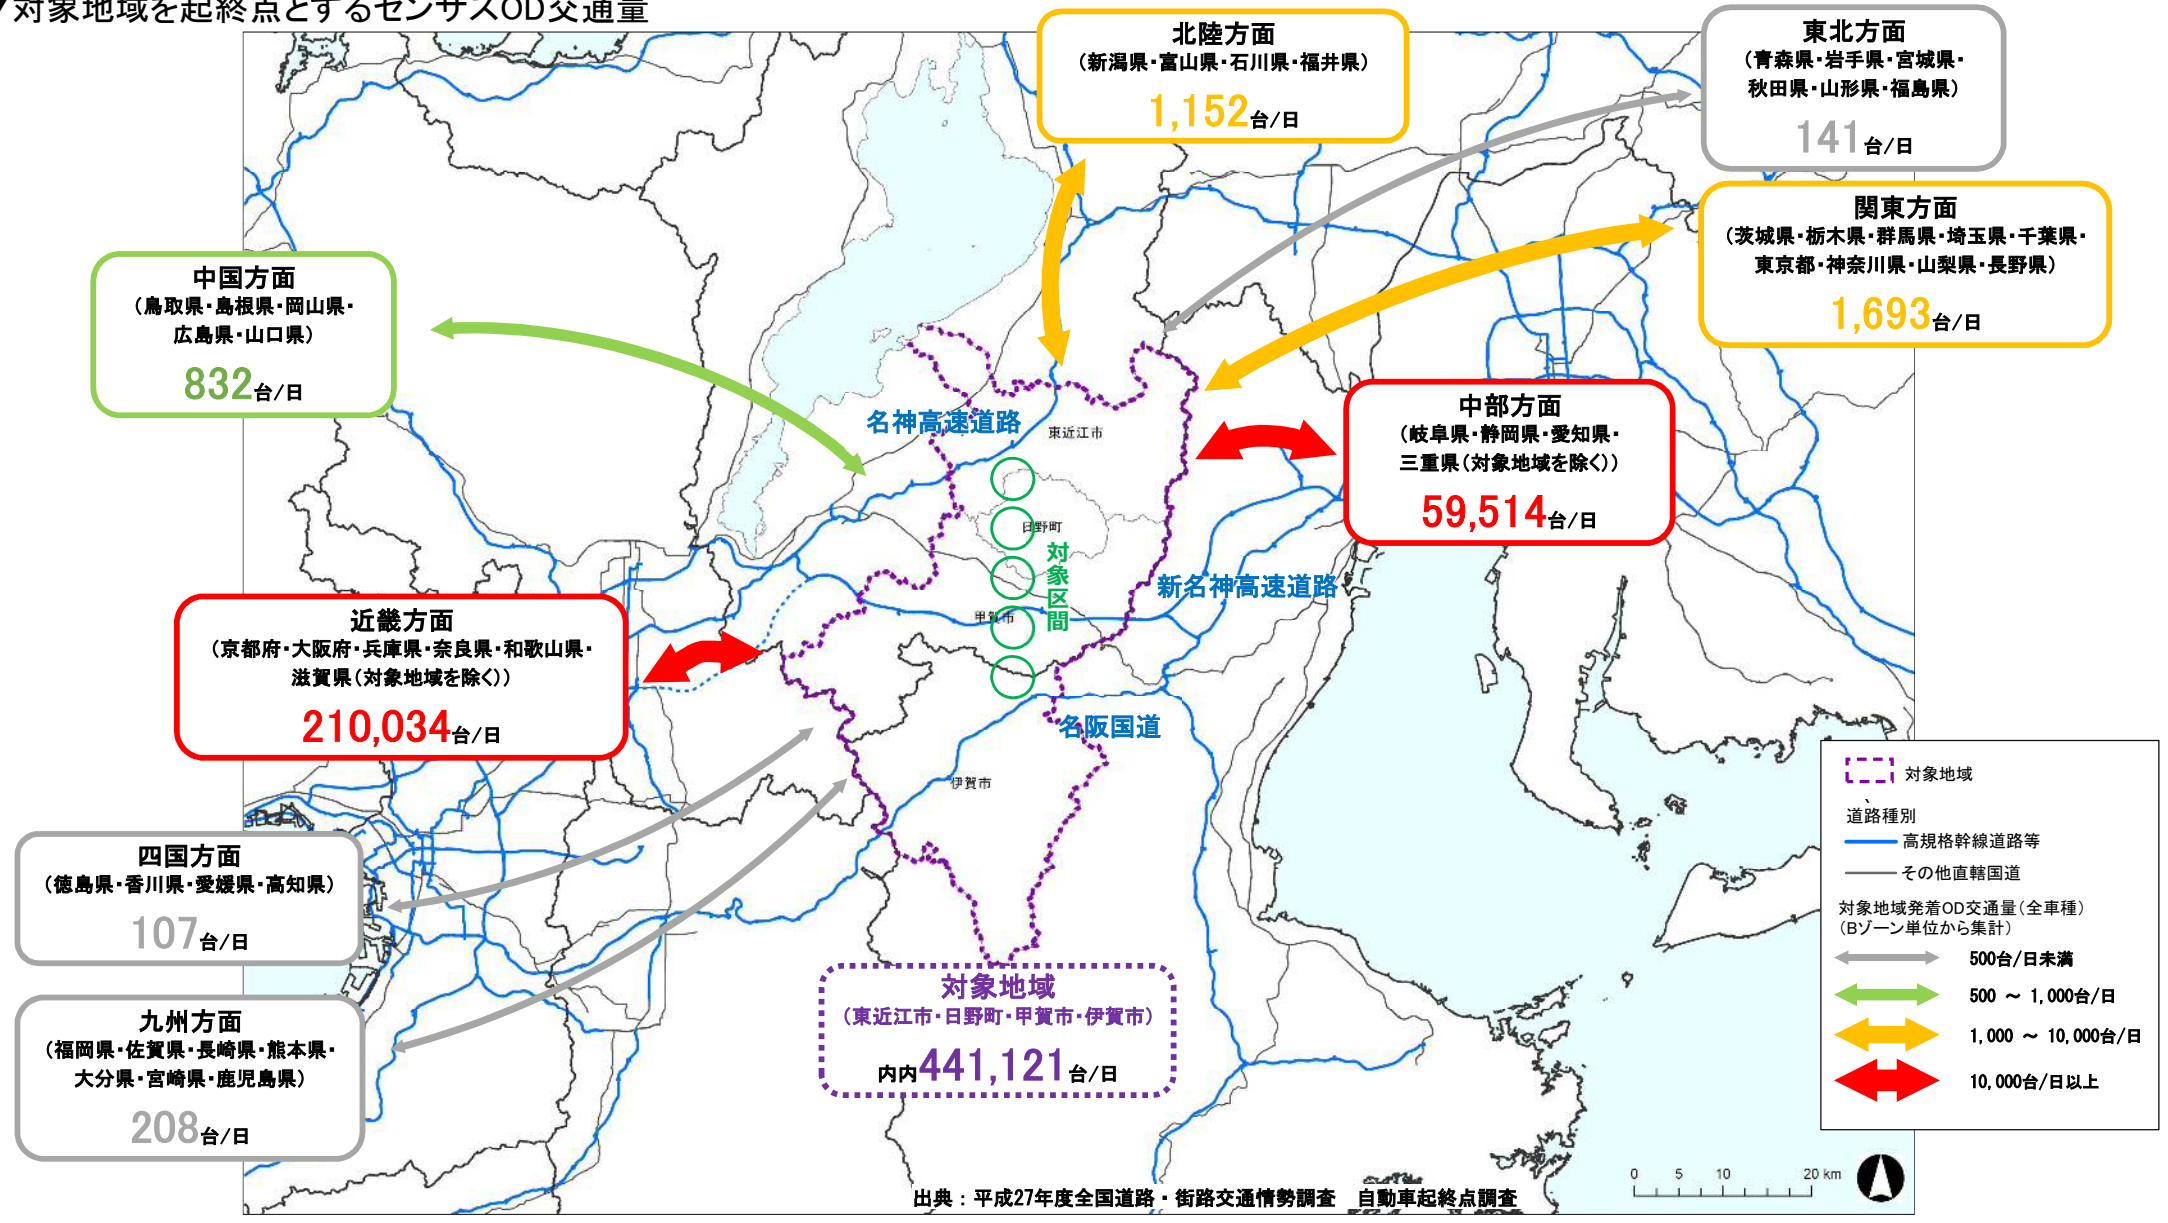 対象地域を起終点とするセンサスOD交通量
北陸方面
（新潟県・富山県・石川県・福井県）
1,152台/日
東北方面
（青森県・岩手県・宮城県・
秋田県・山形県・福島県）
141台/日
関東方面
（茨城県・栃木県・群馬県・埼玉県・千葉県・
東京都・神奈川県・山梨県・長野県）
1,693台/日
中国方面
（鳥取県・島根県・岡山県・
広島県・山口県）
832台/日
中部方面
（岐阜県・静岡県・愛知県・
三重県（対象地域を除く））
59,514台/日
名神高速道路
東近江市
日野町
対象区間
新名神高速道路
甲賀市
近畿方面
（京都府・大阪府・兵庫県・奈良県・和歌山県・
滋賀県（対象地域を除く））
210,034台/日
名阪国道
伊賀市
四国方面
（徳島県・香川県・愛媛県・高知県）
107台/日
九州方面
（福岡県・佐賀県・長崎県・熊本県・
大分県・宮崎県・鹿児島県）
208台/日
対象地域
（東近江市・日野町・甲賀市・伊賀市）
内内441,121台/日
対象地域
道路種別
高規格幹線道路等
その他直轄国道
対象地域発着OD交通量（全車種）
（Bゾーン単位から集計）
500台/日未満
500 ～ 1,000台/日
1,000 ～ 10,000台/日
10,000台/日以上
0 5 10 20 km
出典：平成27年度全国道路・街路交通情勢調査　自動車起終点調査